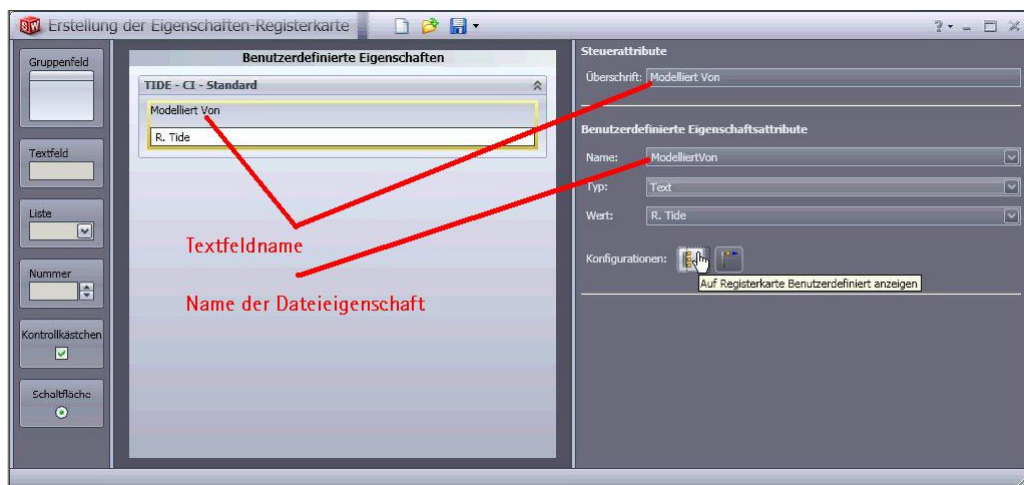 Erstellung der Eigenschaften-Registerkarte
Gruppenfeld
Textfeld
Liste
Nummer
Kontrollkästchen
Schaltfläche
Benutzerdefinierte Eigenschaften
TIDE - CI - Standard
Modelliert Von
R. Tide
Textfeldname
Name der Dateieigenschaft
Steuerattribute
Überschrift: Modelliert Von
Benutzerdefinierte Eigenschaftsattribute
Name: ModelliertVon
Typ: Text
Wert: R. Tide
Konfigurationen:
Auf Registerkarte Benutzerdefiniert anzeigen